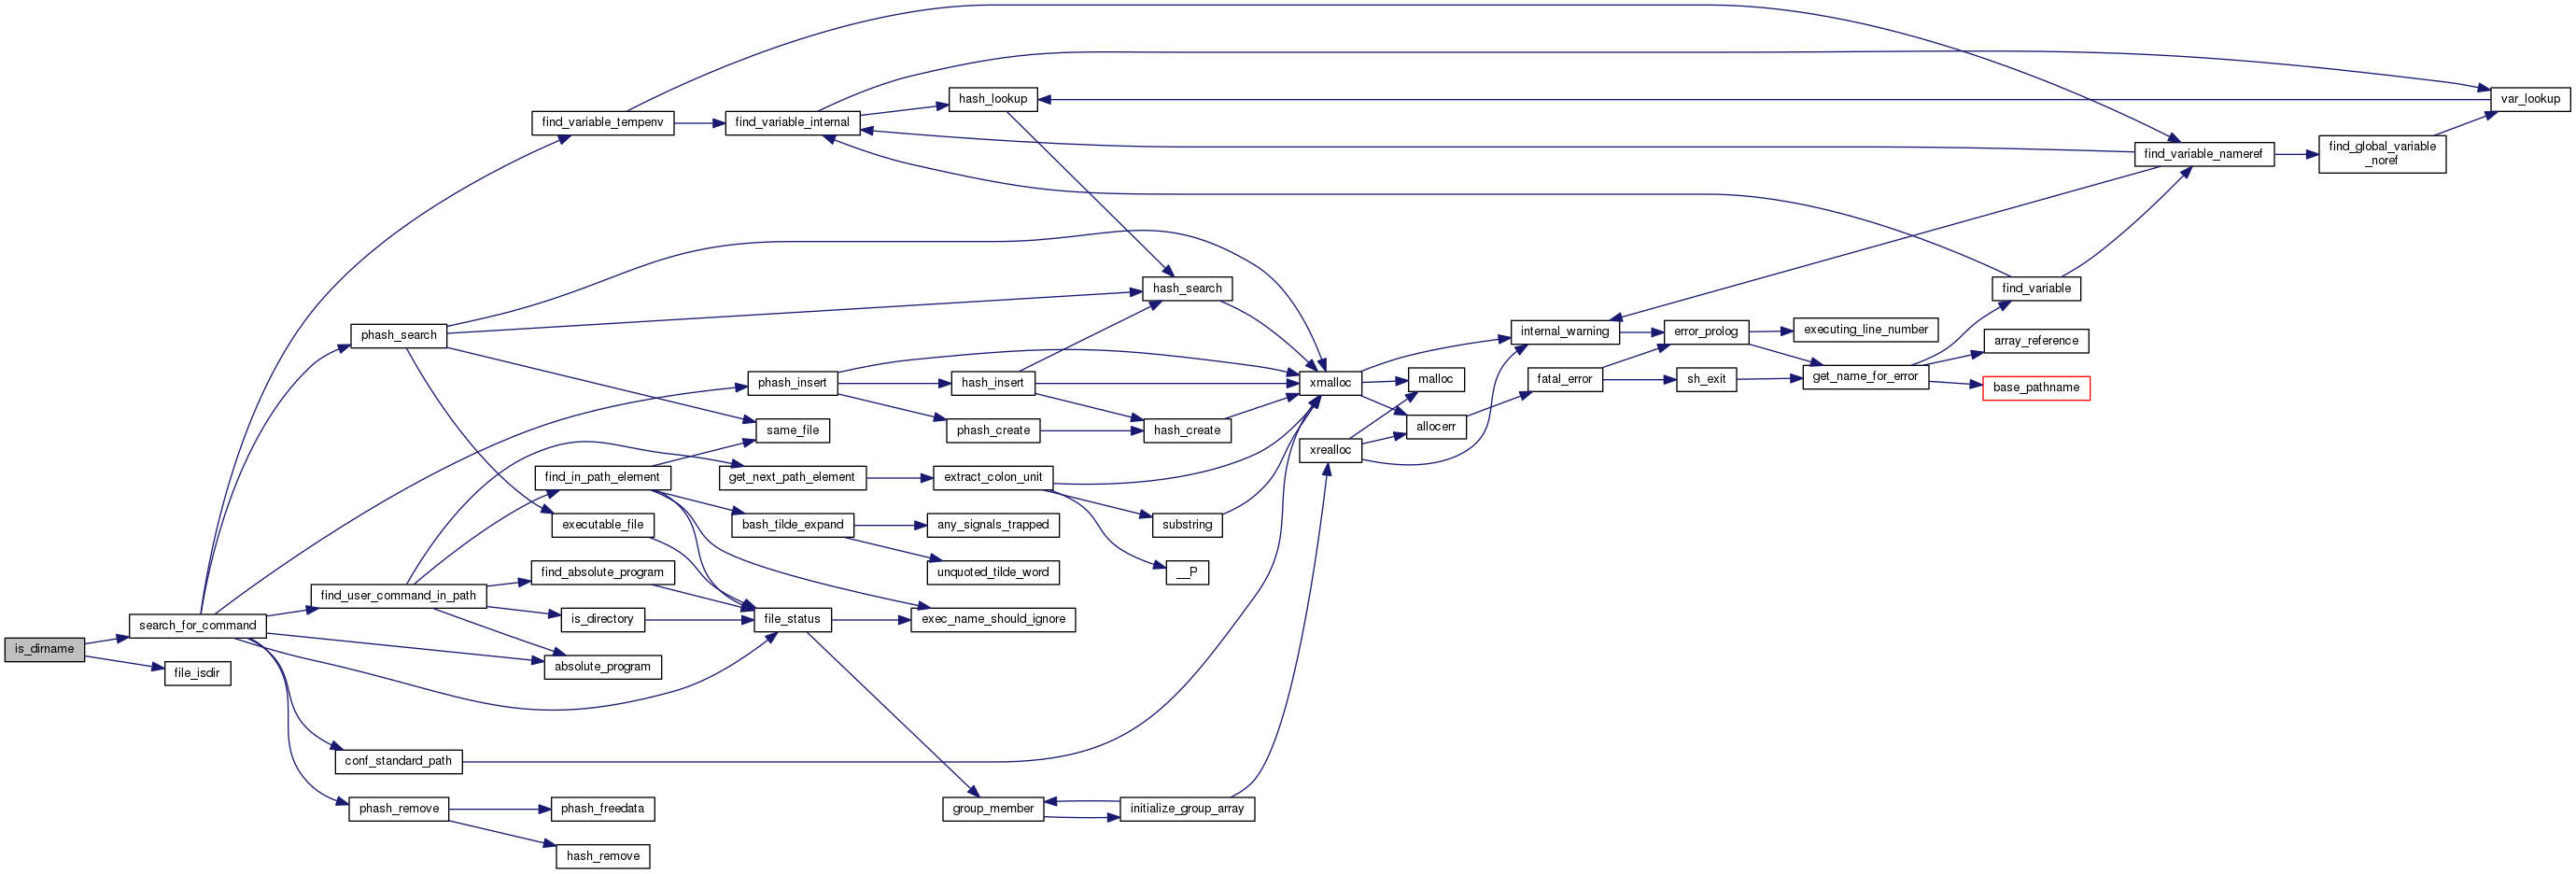 is_dirname
search_for_command
file_isdir
find_variable_tempenv
phash_search
phash_insert
find_user_command_in_path
absolute_program
file_status
conf_standard_path
phash_remove
find_variable_internal
hash_lookup
var_lookup
find_variable_nameref
find_global_variable
_noref
hash_search
find_variable
xmalloc
internal_warning
error_prolog
executing_line_number
array_reference
get_name_for_error
base_pathname
hash_insert
phash_create
hash_create
same_file
malloc
allocerr
fatal_error
sh_exit
xrealloc
find_in_path_element
get_next_path_element
extract_colon_unit
executable_file
bash_tilde_expand
any_signals_trapped
substring
unquoted_tilde_word
__P
find_absolute_program
is_directory
exec_name_should_ignore
group_member
initialize_group_array
phash_freedata
hash_remove